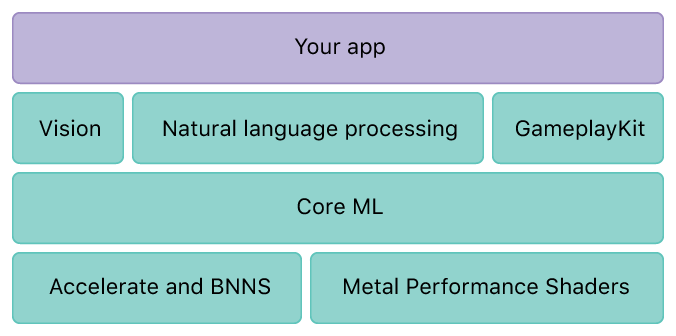 Your app
Vision
Natural language processing
GameplayKit
Core ML
Accelerate and BNNS
Metal Performance Shaders